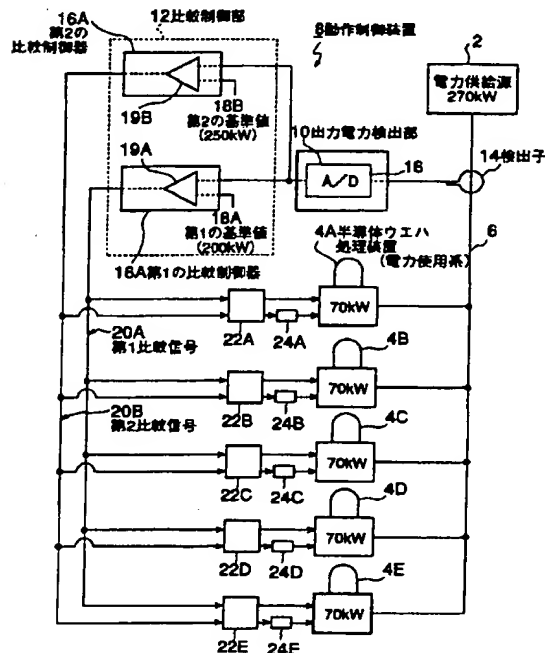 16A
第2の
比較制御器
12比較制御部
8動作制御装置
2
電力供給源
270kW
19B
18B
第2の基準値
(250kW)
10出力電力検出部
A/D
16
14検出子
19A
18A
第1の基準値
(200kW)
16A第1の比較制御器
4A半導体ウエハ
処理装置
(電力使用系)
6
70kW
20A
第1比較信号
22A
24A
4B
70kW
20B
第2比較信号
22B
24B
4C
70kW
22C
24C
4D
70kW
22D
24D
4E
70kW
22E
24E